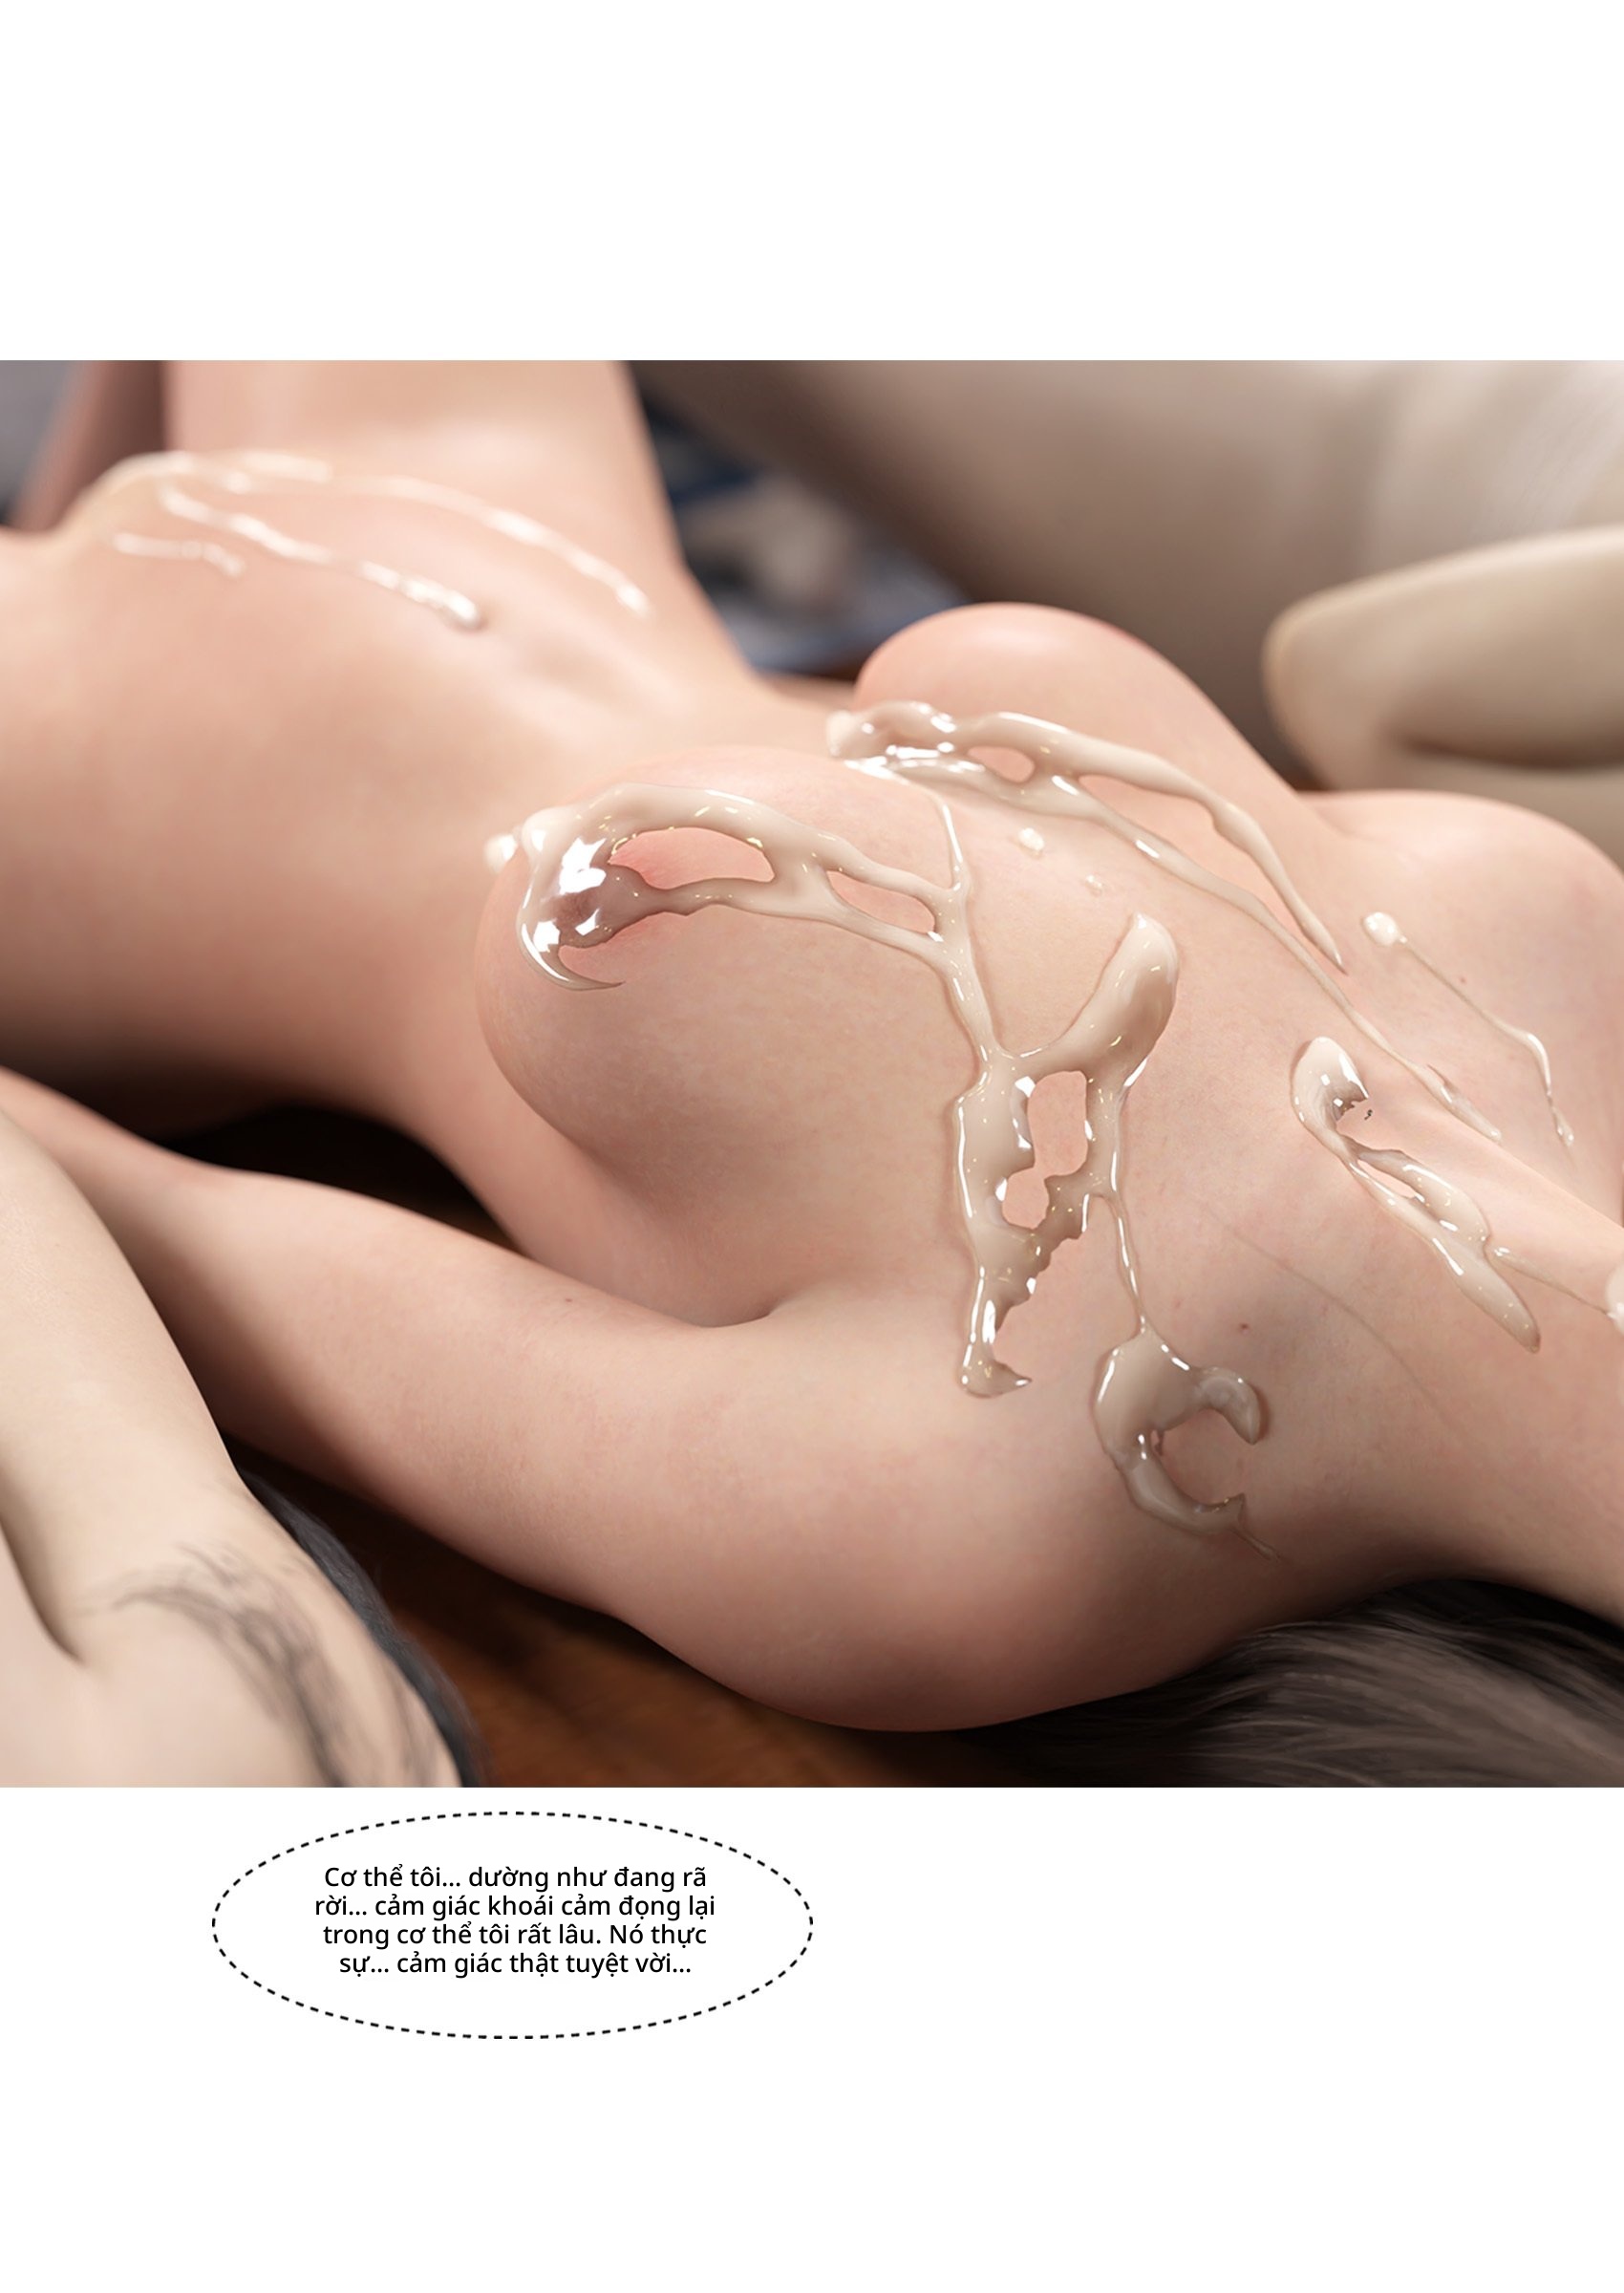 Cơ thể tôi... dường như đang rã
rời... cảm giác khoái cảm đọng lại
trong cơ thể tôi rất lâu. Nó thực
sự... cảm giác thật tuyệt vời...